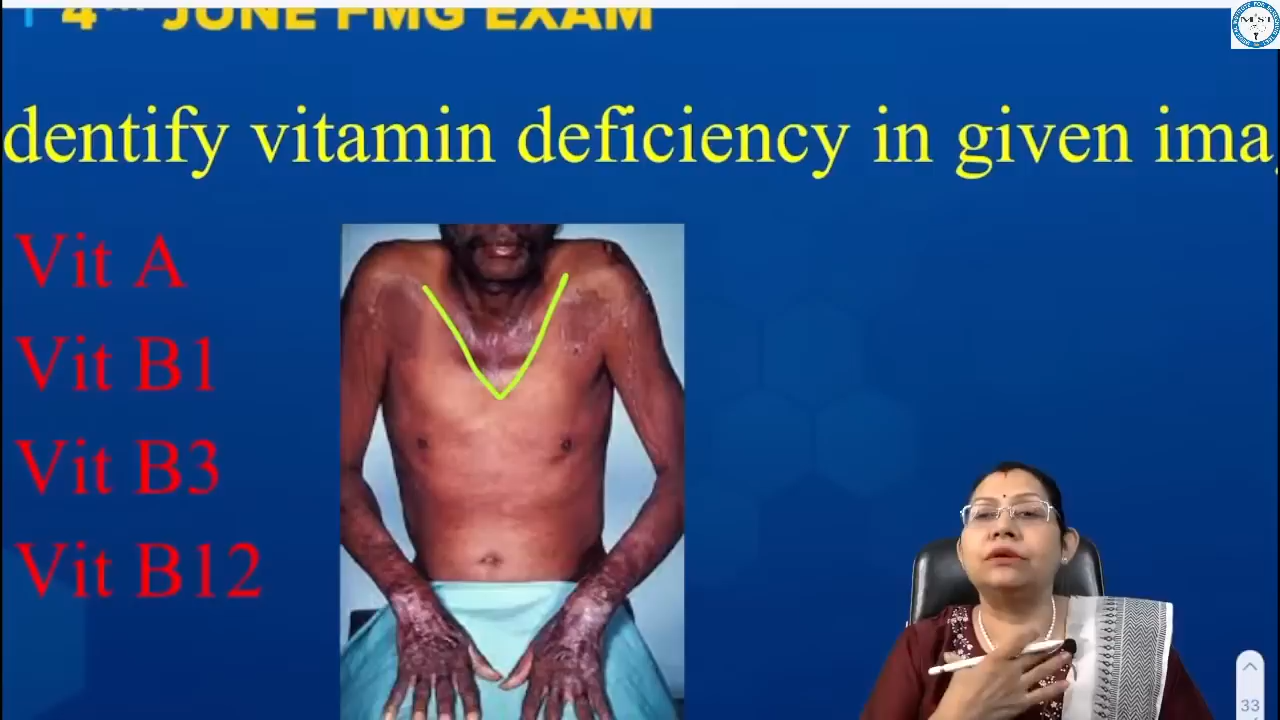 4ᵀᴴ JUNE FMG EXAM
dentify vitamin deficiency in given ima
Vit A
Vit B1
Vit B3
Vit B12
33